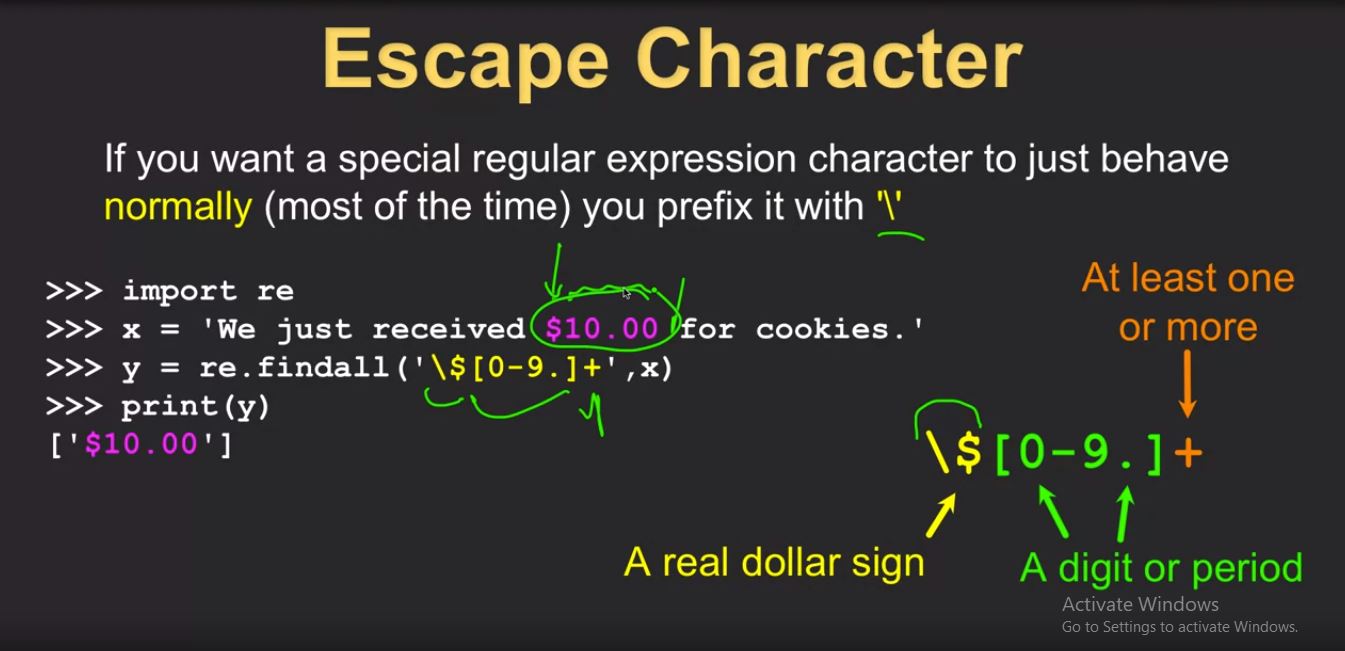 Escape Character
If you want a special regular expression character to just behave
normally (most of the time) you prefix it with '\'
>>> import re
>>> x = 'We just received $10.00 for cookies.'
>>> y = re.findall('\$[0-9.]+',x)
>>> print(y)
['$10.00']
At least one
or more
\$[0-9.]+
A real dollar sign
A digit or period
Activate Windows
Go to Settings to activate Windows.